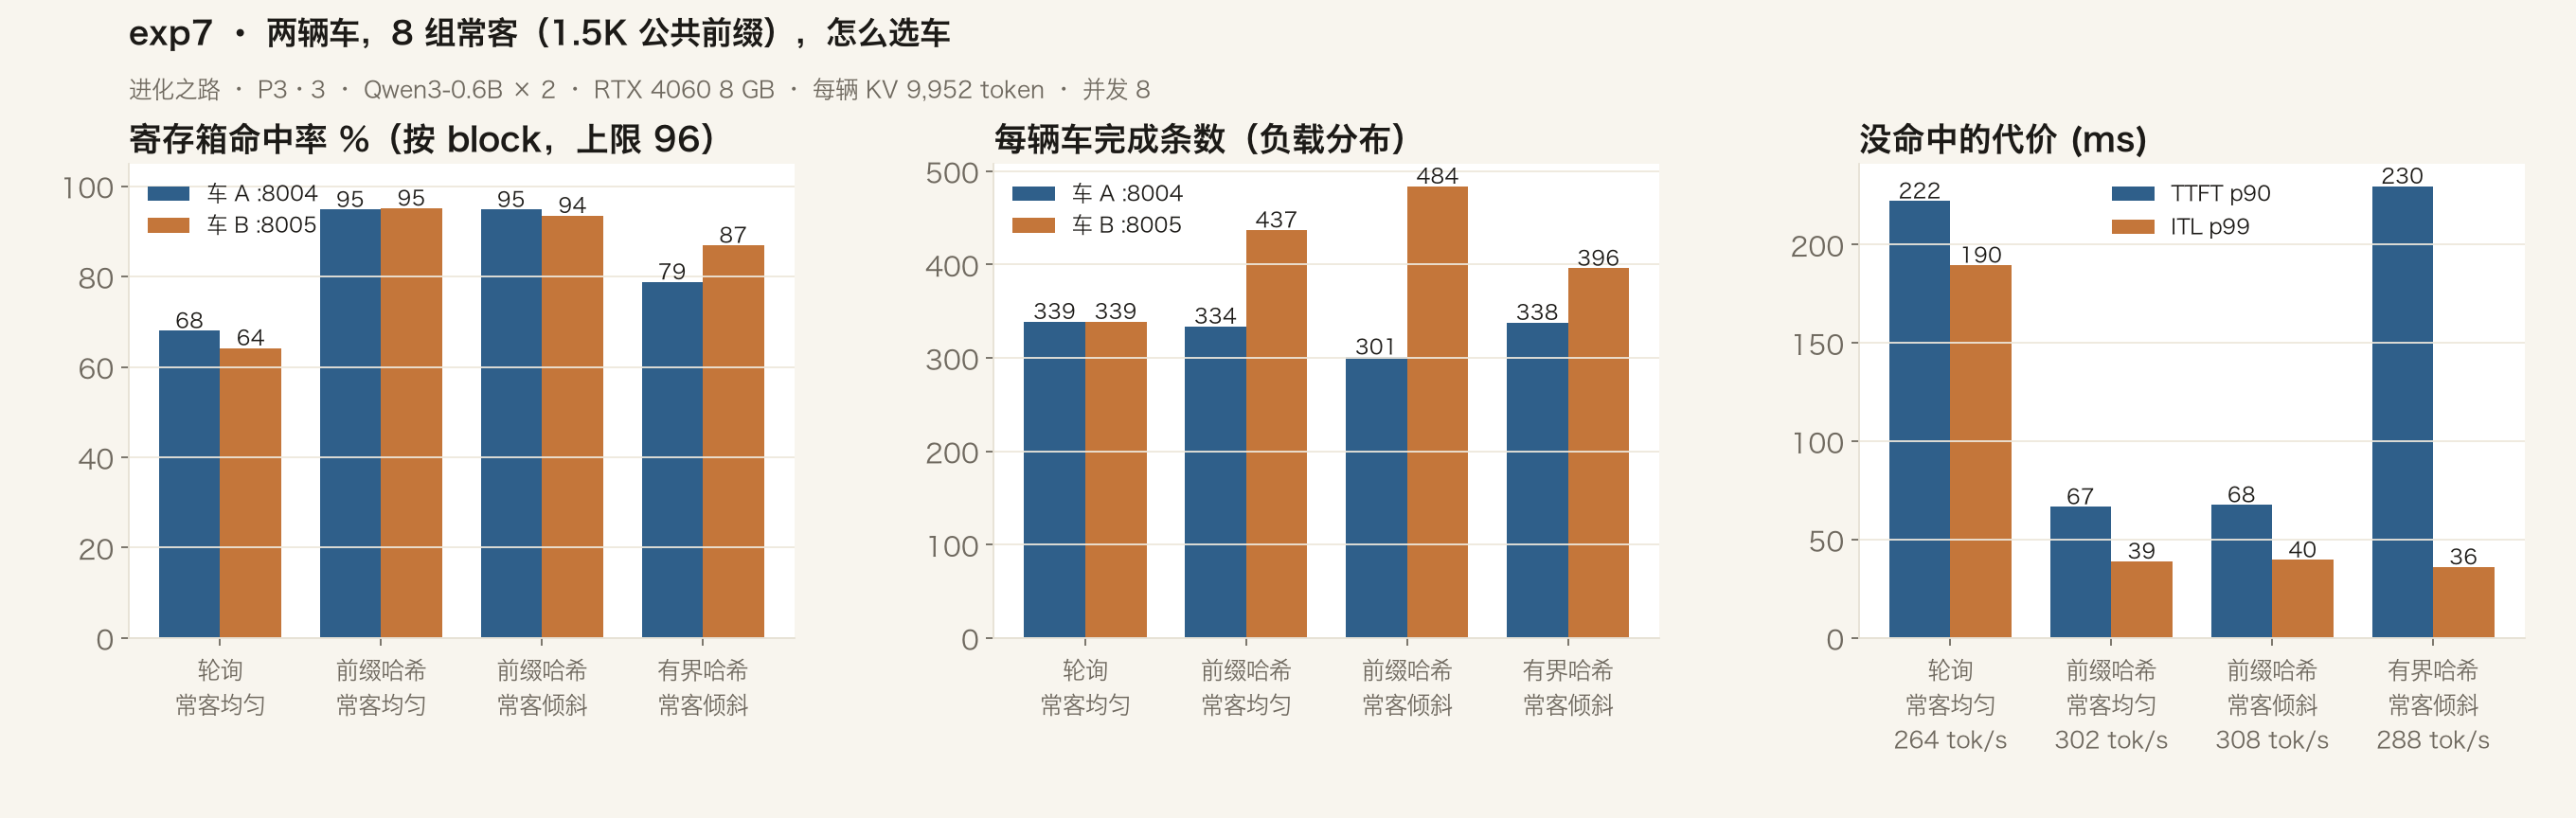 exp7 · 两辆车，8 组常客（1.5K 公共前缀），怎么选车
进化之路 · P3·3 · Qwen3-0.6B × 2 · RTX 4060 8 GB · 每辆 KV 9,952 token · 并发 8
寄存箱命中率 %（按 block，上限 96）
100
80
60
40
20
0
车 A :8004
车 B :8005
68
64
95
95
95
94
79
87
轮询
常客均匀
前缀哈希
常客均匀
前缀哈希
常客倾斜
有界哈希
常客倾斜
每辆车完成条数（负载分布）
500
400
300
200
100
0
车 A :8004
车 B :8005
339
339
334
437
301
484
338
396
轮询
常客均匀
前缀哈希
常客均匀
前缀哈希
常客倾斜
有界哈希
常客倾斜
没命中的代价 (ms)
200
150
100
50
0
TTFT p90
ITL p99
222
190
67
39
68
40
230
36
轮询
常客均匀
264 tok/s
前缀哈希
常客均匀
302 tok/s
前缀哈希
常客倾斜
308 tok/s
有界哈希
常客倾斜
288 tok/s